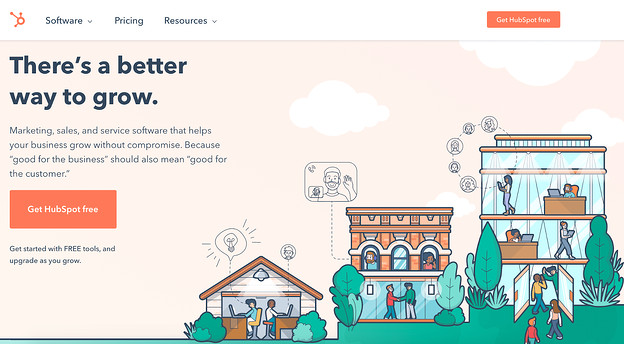 Software
Pricing
Resources
Get HubSpot free
There's a better
way to grow.
Marketing, sales, and service software that helps
your business grow without compromise. Because
“good for the business” should also mean “good for
the customer.”
Get HubSpot free
Get started with FREE tools, and
upgrade as you grow.